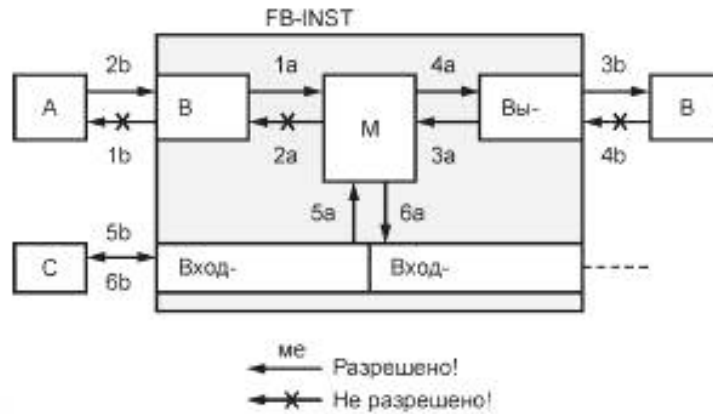 FB-INST
2b 1a 4a 3b
A В М Вы- В
1b 2a 3a 4b
5a 6a
5b
C Вход- Вход-
6b
ме
Разрешено!
Не разрешено!